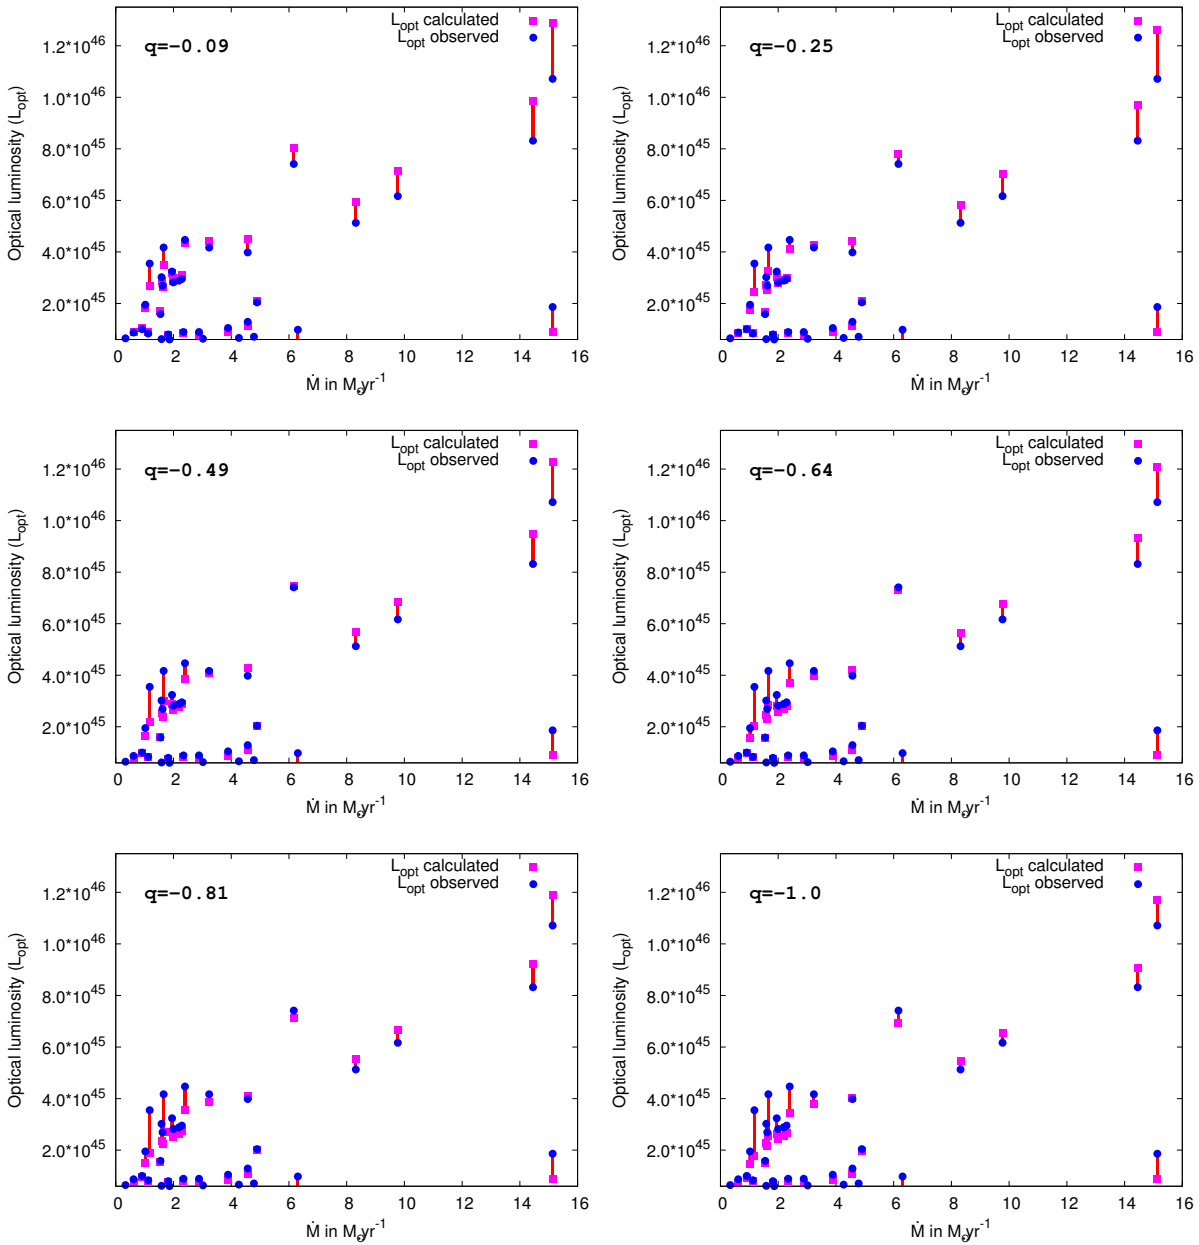 L_opt calculated
L_opt observed
q=-0.09
Optical luminosity (L_opt)
1.2*10^46
1.0*10^46
8.0*10^45
6.0*10^45
4.0*10^45
2.0*10^45
0 2 4 6 8 10 12 14 16
Ṁ in M_⊙yr^-1
L_opt calculated
L_opt observed
q=-0.25
Optical luminosity (L_opt)
1.2*10^46
1.0*10^46
8.0*10^45
6.0*10^45
4.0*10^45
2.0*10^45
0 2 4 6 8 10 12 14 16
Ṁ in M_⊙yr^-1
L_opt calculated
L_opt observed
q=-0.49
Optical luminosity (L_opt)
1.2*10^46
1.0*10^46
8.0*10^45
6.0*10^45
4.0*10^45
2.0*10^45
0 2 4 6 8 10 12 14 16
Ṁ in M_⊙yr^-1
L_opt calculated
L_opt observed
q=-0.64
Optical luminosity (L_opt)
1.2*10^46
1.0*10^46
8.0*10^45
6.0*10^45
4.0*10^45
2.0*10^45
0 2 4 6 8 10 12 14 16
Ṁ in M_⊙yr^-1
L_opt calculated
L_opt observed
q=-0.81
Optical luminosity (L_opt)
1.2*10^46
1.0*10^46
8.0*10^45
6.0*10^45
4.0*10^45
2.0*10^45
0 2 4 6 8 10 12 14 16
Ṁ in M_⊙yr^-1
L_opt calculated
L_opt observed
q=-1.0
Optical luminosity (L_opt)
1.2*10^46
1.0*10^46
8.0*10^45
6.0*10^45
4.0*10^45
2.0*10^45
0 2 4 6 8 10 12 14 16
Ṁ in M_⊙yr^-1